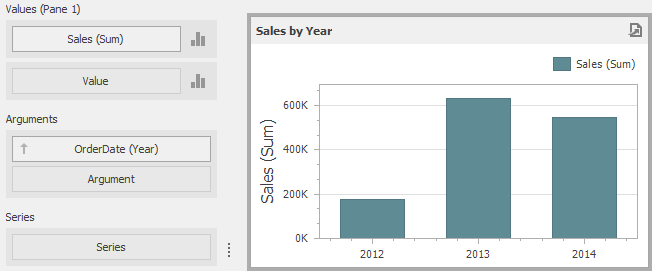 Values (Pane 1)
Sales (Sum)
Value
Arguments
OrderDate (Year)
Argument
Series
Series
Sales by Year
Sales (Sum)
Sales (Sum)
600K
400K
200K
0K
2012 2013 2014